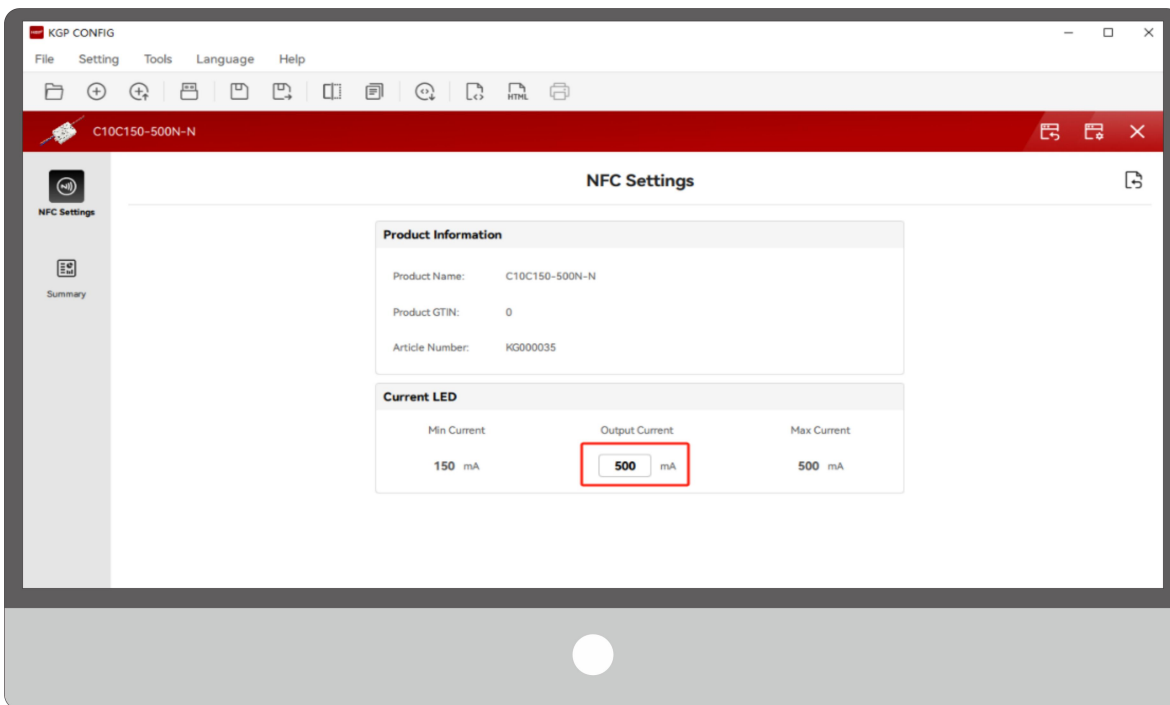 KGP CONFIG
File Setting Tools Language Help
HTML
C10C150-500N-N
NFC Settings
NFC Settings
Summary
Product Information
Product Name: C10C150-500N-N
Product GTIN: 0
Article Number: KG000035
Current LED
Min Current Output Current Max Current
150 mA 500 mA 500 mA